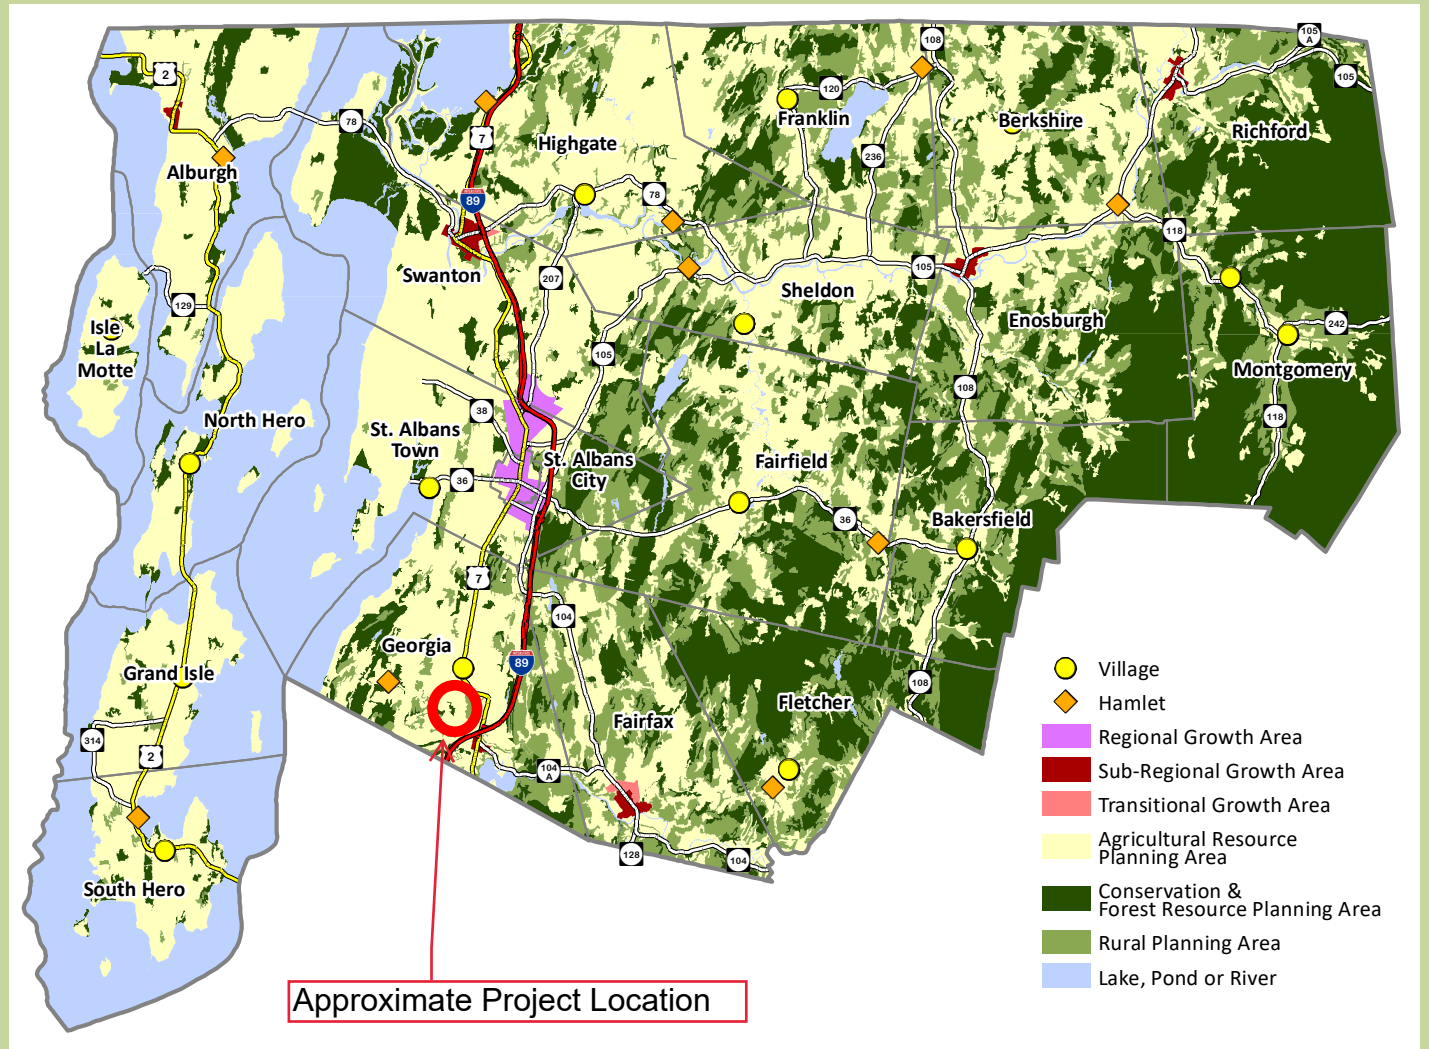 105
A
108
2
105
120
78
Franklin
Berkshire
Richford
7
Highgate
236
Alburgh
78
89
118
Swanton
105
207
Sheldon
129
Enosburgh
242
Isle
La
Motte
105
Montgomery
108
38
118
North Hero
St. Albans
Town
St. Albans
City
Fairfield
36
36
Bakersfield
7
104
Georgia
89
Grand Isle
108
Fletcher
Fairfax
314
2
104
A
128
104
South Hero
Village
Hamlet
Regional Growth Area
Sub-Regional Growth Area
Transitional Growth Area
Agricultural Resource
Planning Area
Conservation &
Forest Resource Planning Area
Rural Planning Area
Lake, Pond or River
Approximate Project Location